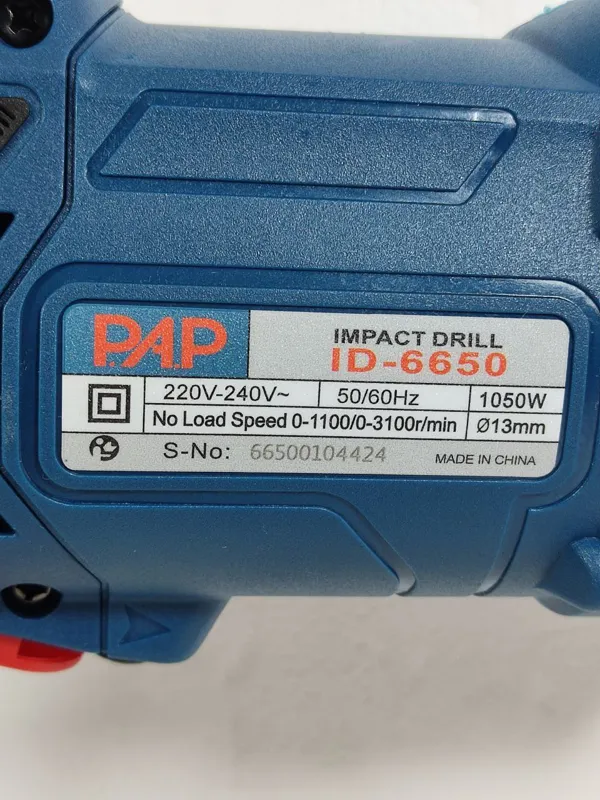 P.A.P
IMPACT DRILL
ID-6650
220V-240V~ 50/60Hz 1050W
No Load Speed 0-1100/0-3100r/min Ø13mm
S-No: 66500104424 MADE IN CHINA